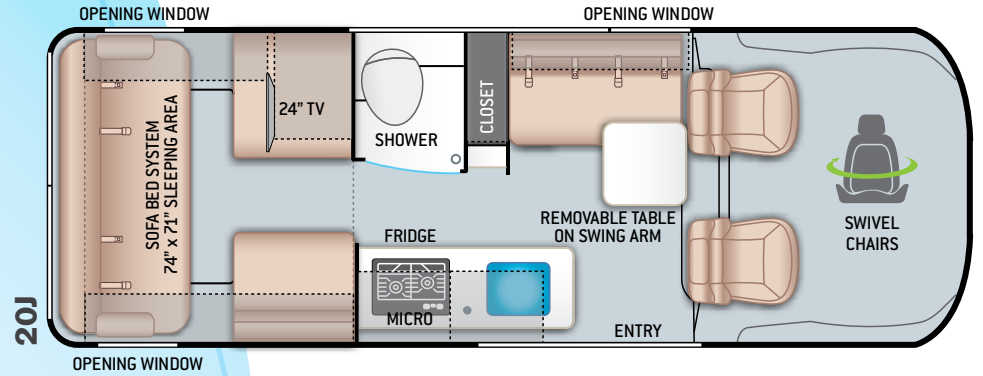 OPENING WINDOW
OPENING WINDOW
24” TV
SHOWER
CLOSET
SOFA BED SYSTEM
74” x 71” SLEEPING AREA
REMOVABLE TABLE
ON SWING ARM
SWIVEL
CHAIRS
FRIDGE
MICRO
ENTRY
20J
OPENING WINDOW